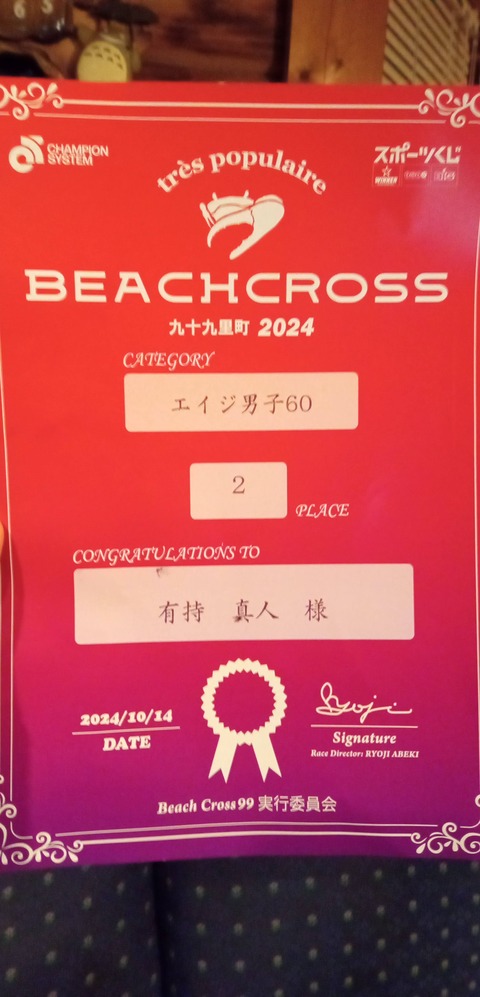 CHAMPION
SYSTEM
スポーツくじ
WINNER
très populaire
BEACHCROSS
九十九里町 2024
CATEGORY
エイジ男子60
2
PLACE
CONGRATULATIONS TO
有持 真人 様
2024/10/14
DATE
Signature
Race Director: RYOJI ABEKI
Beach Cross99 実行委員会